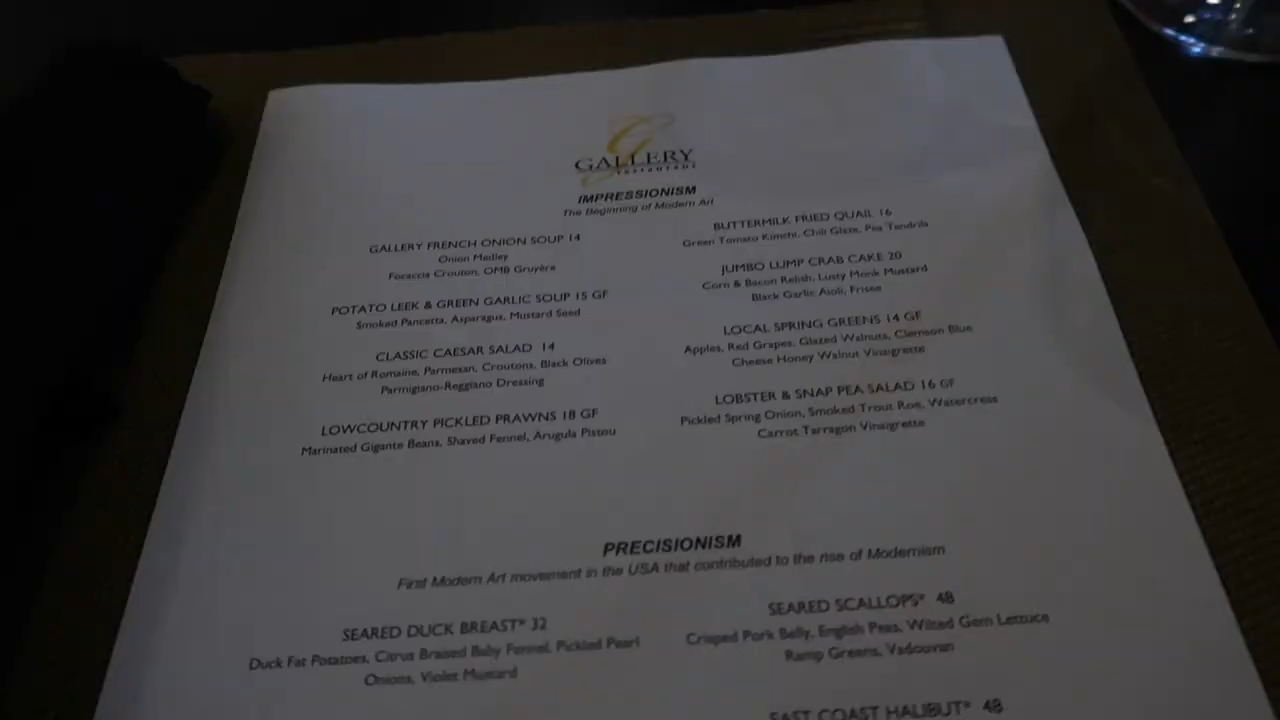 G
GALLERY
restaurant
IMPRESSIONISM
The Beginning of Modern Art
GALLERY FRENCH ONION SOUP 14
Onion Medley
Focaccia Crouton, OMB Gruyère
POTATO LEEK & GREEN GARLIC SOUP 15 GF
Smoked Pancetta, Asparagus, Mustard Seed
CLASSIC CAESAR SALAD 14
Heart of Romaine, Parmesan, Croutons, Black Olives
Parmigiano-Reggiano Dressing
LOWCOUNTRY PICKLED PRAWNS 18 GF
Marinated Gigante Beans, Shaved Fennel, Arugula Pistou
BUTTERMILK FRIED QUAIL 16
Green Tomato Kimchi, Chili Glaze, Pea Tendrils
JUMBO LUMP CRAB CAKE 20
Corn & Bacon Relish, Lusty Monk Mustard
Black Garlic Aioli, Frisee
LOCAL SPRING GREENS 14 GF
Apples, Red Grapes, Glazed Walnuts, Clemson Blue
Cheese Honey Walnut Vinaigrette
LOBSTER & SNAP PEA SALAD 16 GF
Pickled Spring Onion, Smoked Trout Roe, Watercress
Carrot Tarragon Vinaigrette
PRECISIONISM
First Modern Art movement in the USA that contributed to the rise of Modernism
SEARED DUCK BREAST* 32
Duck Fat Potatoes, Citrus Braised Baby Fennel, Pickled Pearl
Onions, Violet Mustard
SEARED SCALLOPS* 48
Crisped Pork Belly, English Peas, Wilted Gem Lettuce
Ramp Greens, Vadouvan
EAST COAST HALIBUT* 48